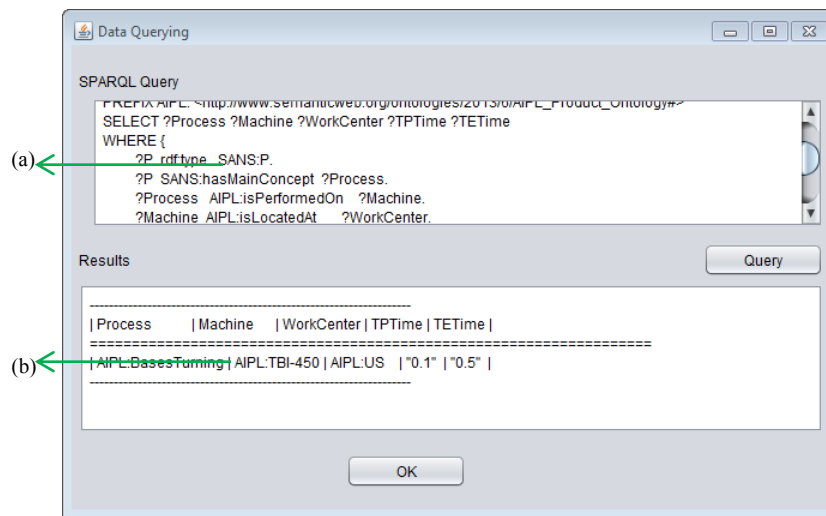 Data Querying
SPARQL Query
PREFIX AIPL: <http://www.semanticweb.org/ontologies/2013/6/AIPL_Product_Ontology#>
SELECT ?Process ?Machine ?WorkCenter ?TPTime ?TETime
WHERE {
(a)
?P rdf:type SANS:P.
?P SANS:hasMainConcept ?Process.
?Process AIPL:isPerformedOn ?Machine.
?Machine AIPL:isLocatedAt ?WorkCenter.
Results
Query
| Process | Machine | WorkCenter | TPTime | TETime |
(b)
| AIPL:BasesTurning | AIPL:TBI-450 | AIPL:US | "0.1" | "0.5" |
OK